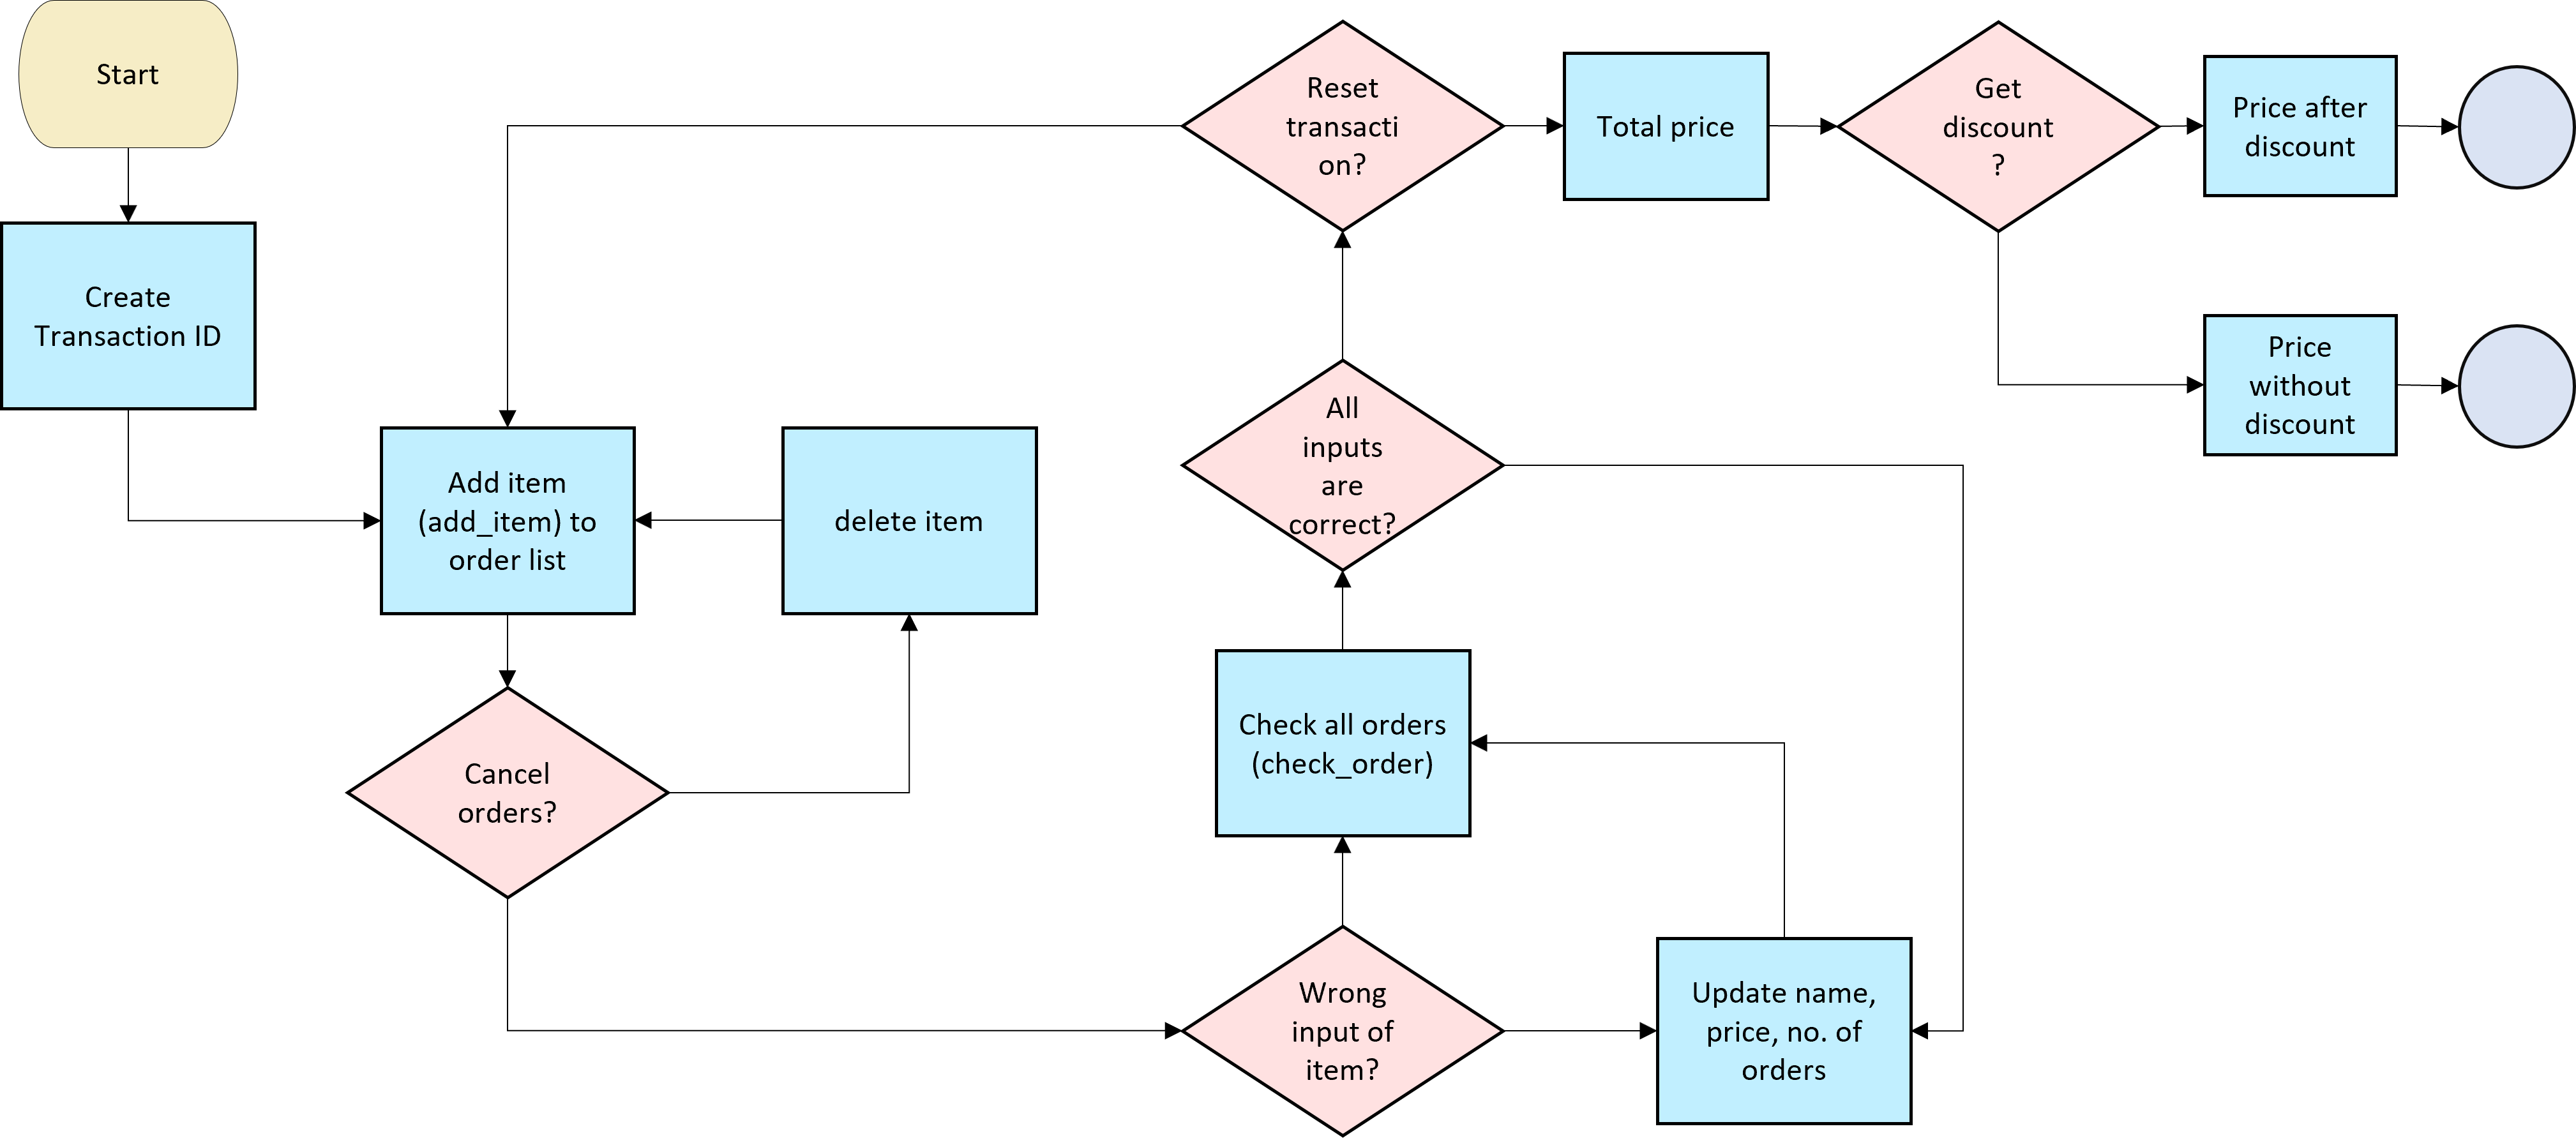 Start
Create
Transaction ID
Add item
(add_item) to
order list
delete item
Cancel
orders?
Reset
transacti
on?
Total price
Get
discount
?
Price after
discount
Price
without
discount
All
inputs
are
correct?
Check all orders
(check_order)
Wrong
input of
item?
Update name,
price, no. of
orders